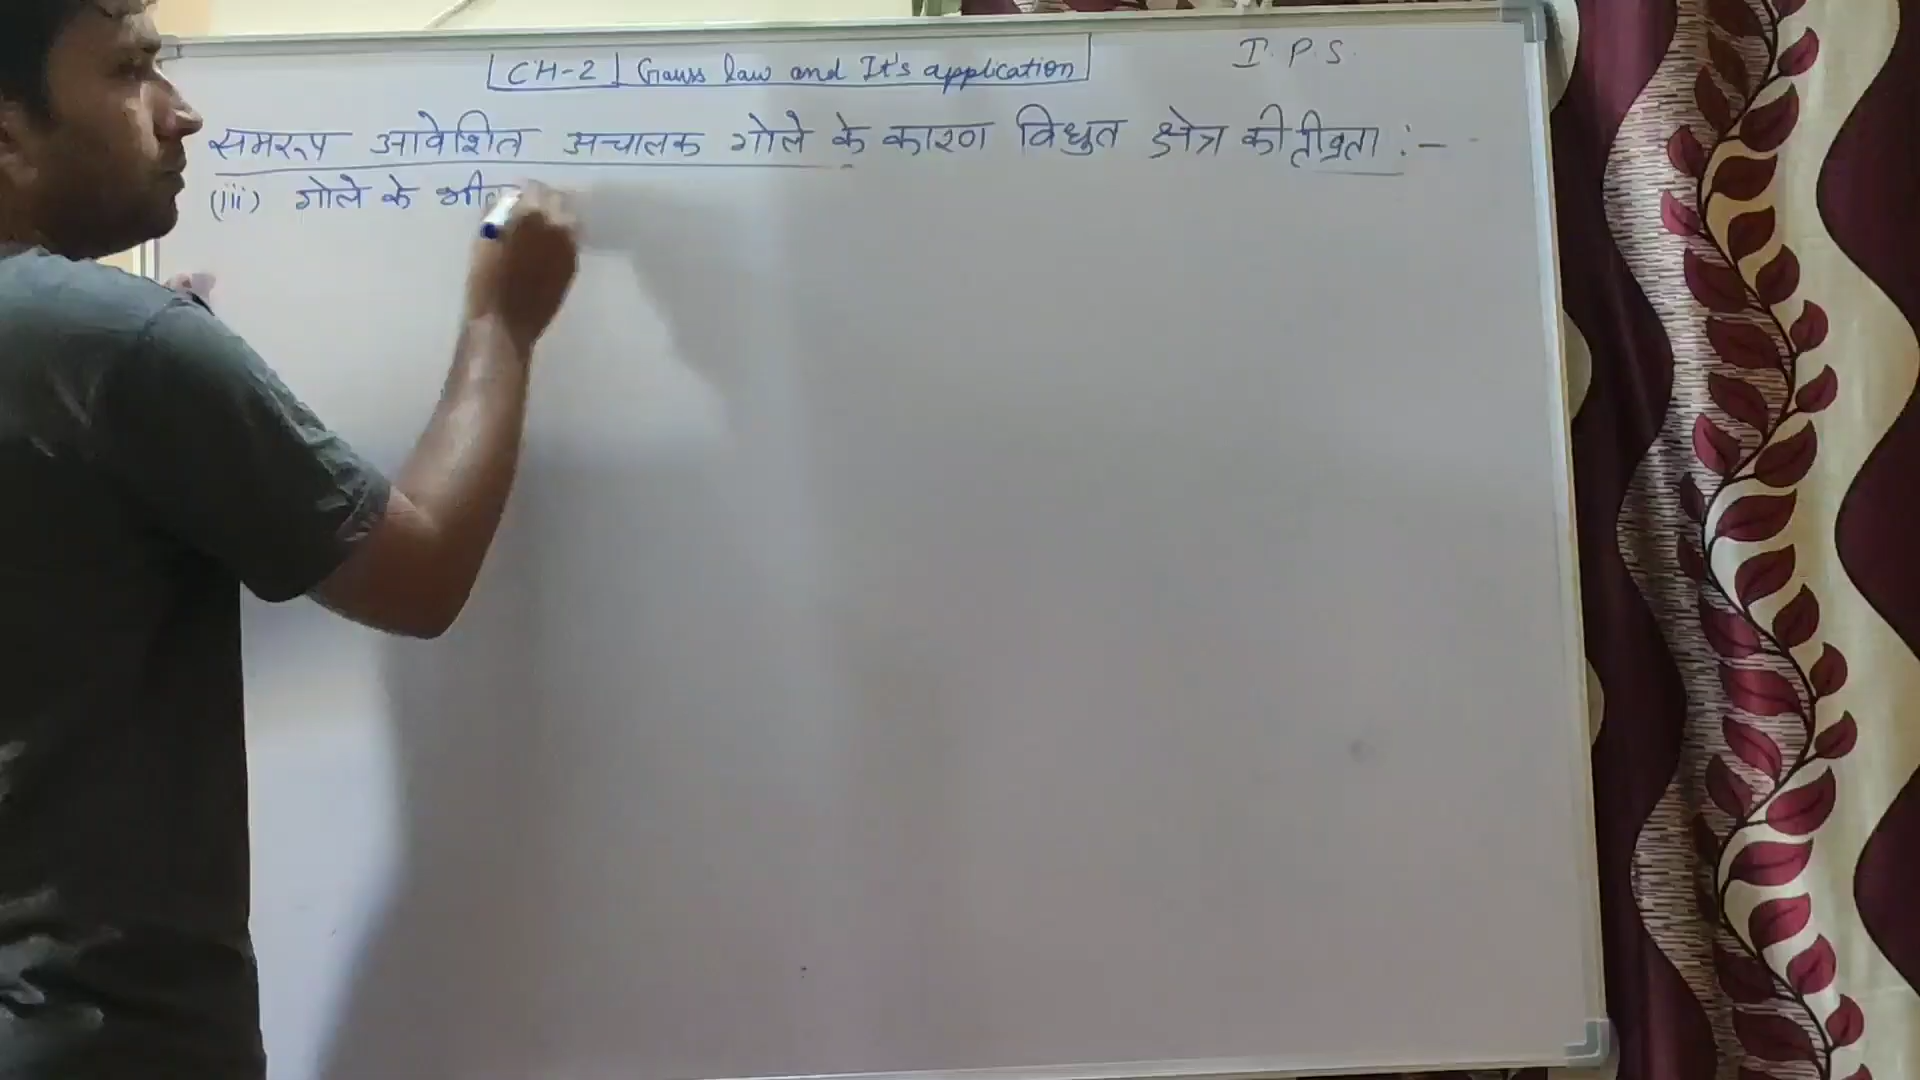 CH-2 Gauss law and It's application
I.P.S.
समरूप आवेशित अचालक गोले के कारण विधुत क्षेत्र की तीव्रता :-
(iii) गोले के